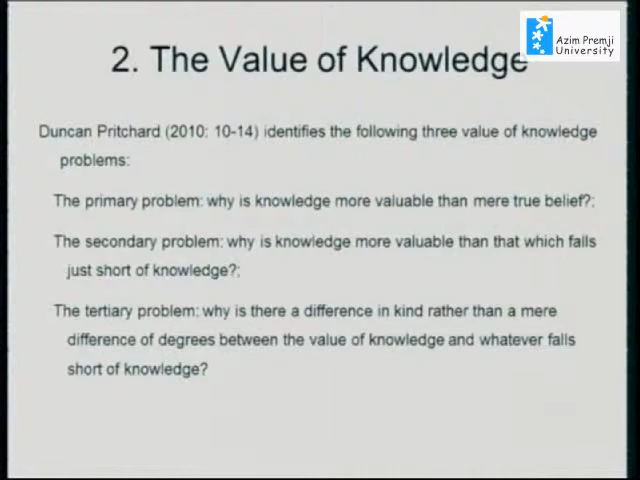 Azim Premji
University
2. The Value of Knowledge
Duncan Pritchard (2010: 10-14) identifies the following three value of knowledge
problems:
The primary problem: why is knowledge more valuable than mere true belief?;
The secondary problem: why is knowledge more valuable than that which falls
just short of knowledge?;
The tertiary problem: why is there a difference in kind rather than a mere
difference of degrees between the value of knowledge and whatever falls
short of knowledge?